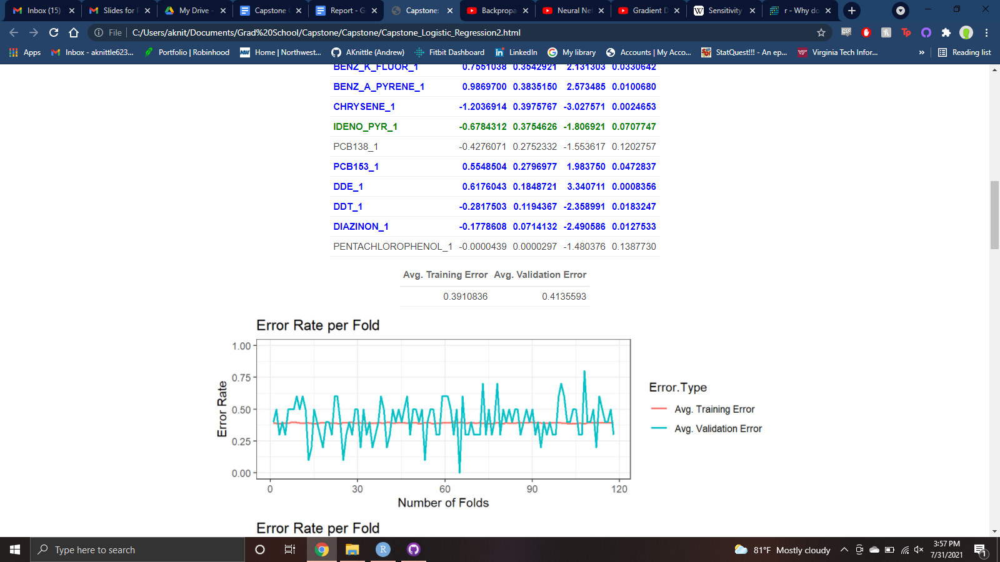 Inbox (15)
Slides for
My Drive -
Capstone
Report - G
Capstone:
Backpropa
Neural Net
Gradient D
Sensitivity
r - Why do
File
C:/Users/aknit/Documents/Grad%20School/Capstone/Capstone/Capstone_Logistic_Regression2.html
Apps
Inbox - aknittle623...
Portfolio | Robinhood
Home | Northwest...
AKnittle (Andrew)
Fitbit Dashboard
LinkedIn
My library
Accounts | My Acco...
StatQuest!!! - An ep...
Virginia Tech Infor...
»
Reading list
BENZ_K_FLUOR_1 0.7551038 0.3542921 2.131303 0.0330642
BENZ_A_PYRENE_1 0.9869700 0.3835150 2.573485 0.0100680
CHRYSENE_1 -1.2036914 0.3975767 -3.027571 0.0024653
IDENO_PYR_1 -0.6784312 0.3754626 -1.806921 0.0707747
PCB138_1 -0.4276071 0.2752332 -1.553617 0.1202757
PCB153_1 0.5548504 0.2796977 1.983750 0.0472837
DDE_1 0.6176043 0.1848721 3.340711 0.0008356
DDT_1 -0.2817503 0.1194367 -2.358991 0.0183247
DIAZINON_1 -0.1778608 0.0714132 -2.490586 0.0127533
PENTACHLOROPHENOL_1 -0.0000439 0.0000297 -1.480376 0.1387730
Avg. Training Error Avg. Validation Error
0.3910836 0.4135593
Error Rate per Fold
1.00
0.75
0.50
0.25
0.00
Error Rate
0 30 60 90 120
Number of Folds
Error.Type
Avg. Training Error
Avg. Validation Error
Error Rate per Fold
Type here to search
81°F Mostly cloudy
3:57 PM
7/31/2021
1